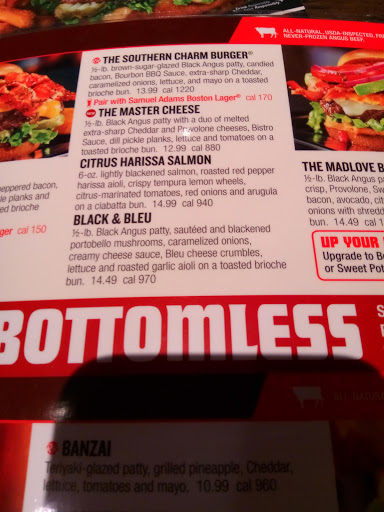 ALL-NATURAL, USDA-INSPECTED, FRE
NEVER-FROZEN ANGUS BEEF.
THE SOUTHERN CHARM BURGER®
½-lb. brown-sugar-glazed Black Angus patty, candied
bacon, Bourbon BBQ Sauce, extra-sharp Cheddar,
caramelized onions, lettuce, and mayo on a toasted
brioche bun. 13.99 cal 1220
Pair with Samuel Adams Boston Lager® cal 170
NEW THE MASTER CHEESE
½-lb. Black Angus patty with a duo of melted
extra-sharp Cheddar and Provolone cheeses, Bistro
Sauce, dill pickle planks, lettuce and tomatoes on a
toasted brioche bun. 12.99 cal 880
CITRUS HARISSA SALMON
6-oz. lightly blackened salmon, roasted red pepper
harissa aioli, crispy tempura lemon wheels,
citrus-marinated tomatoes, red onions and arugula
on a ciabatta bun. 14.99 cal 940
BLACK & BLEU
½-lb. Black Angus patty, sautéed and blackened
portobello mushrooms, caramelized onions,
creamy cheese sauce, Bleu cheese crumbles,
lettuce and roasted garlic aioli on a toasted brioche
bun. 14.49 cal 970
peppered bacon,
le planks and
ed brioche
ger cal 150
THE MADLOVE B
crisp, Provolone, Sw
bacon, avocado, cit
onions with shredd
bun. 14.49 cal 1
UP YOUR
Upgrade to Bo
or Sweet Pot
BOTTOMLESS
ALL-NATURA
BANZAI
Teriyaki-glazed patty, grilled pineapple, Cheddar,
lettuce, tomatoes and mayo. 10.99 cal 960